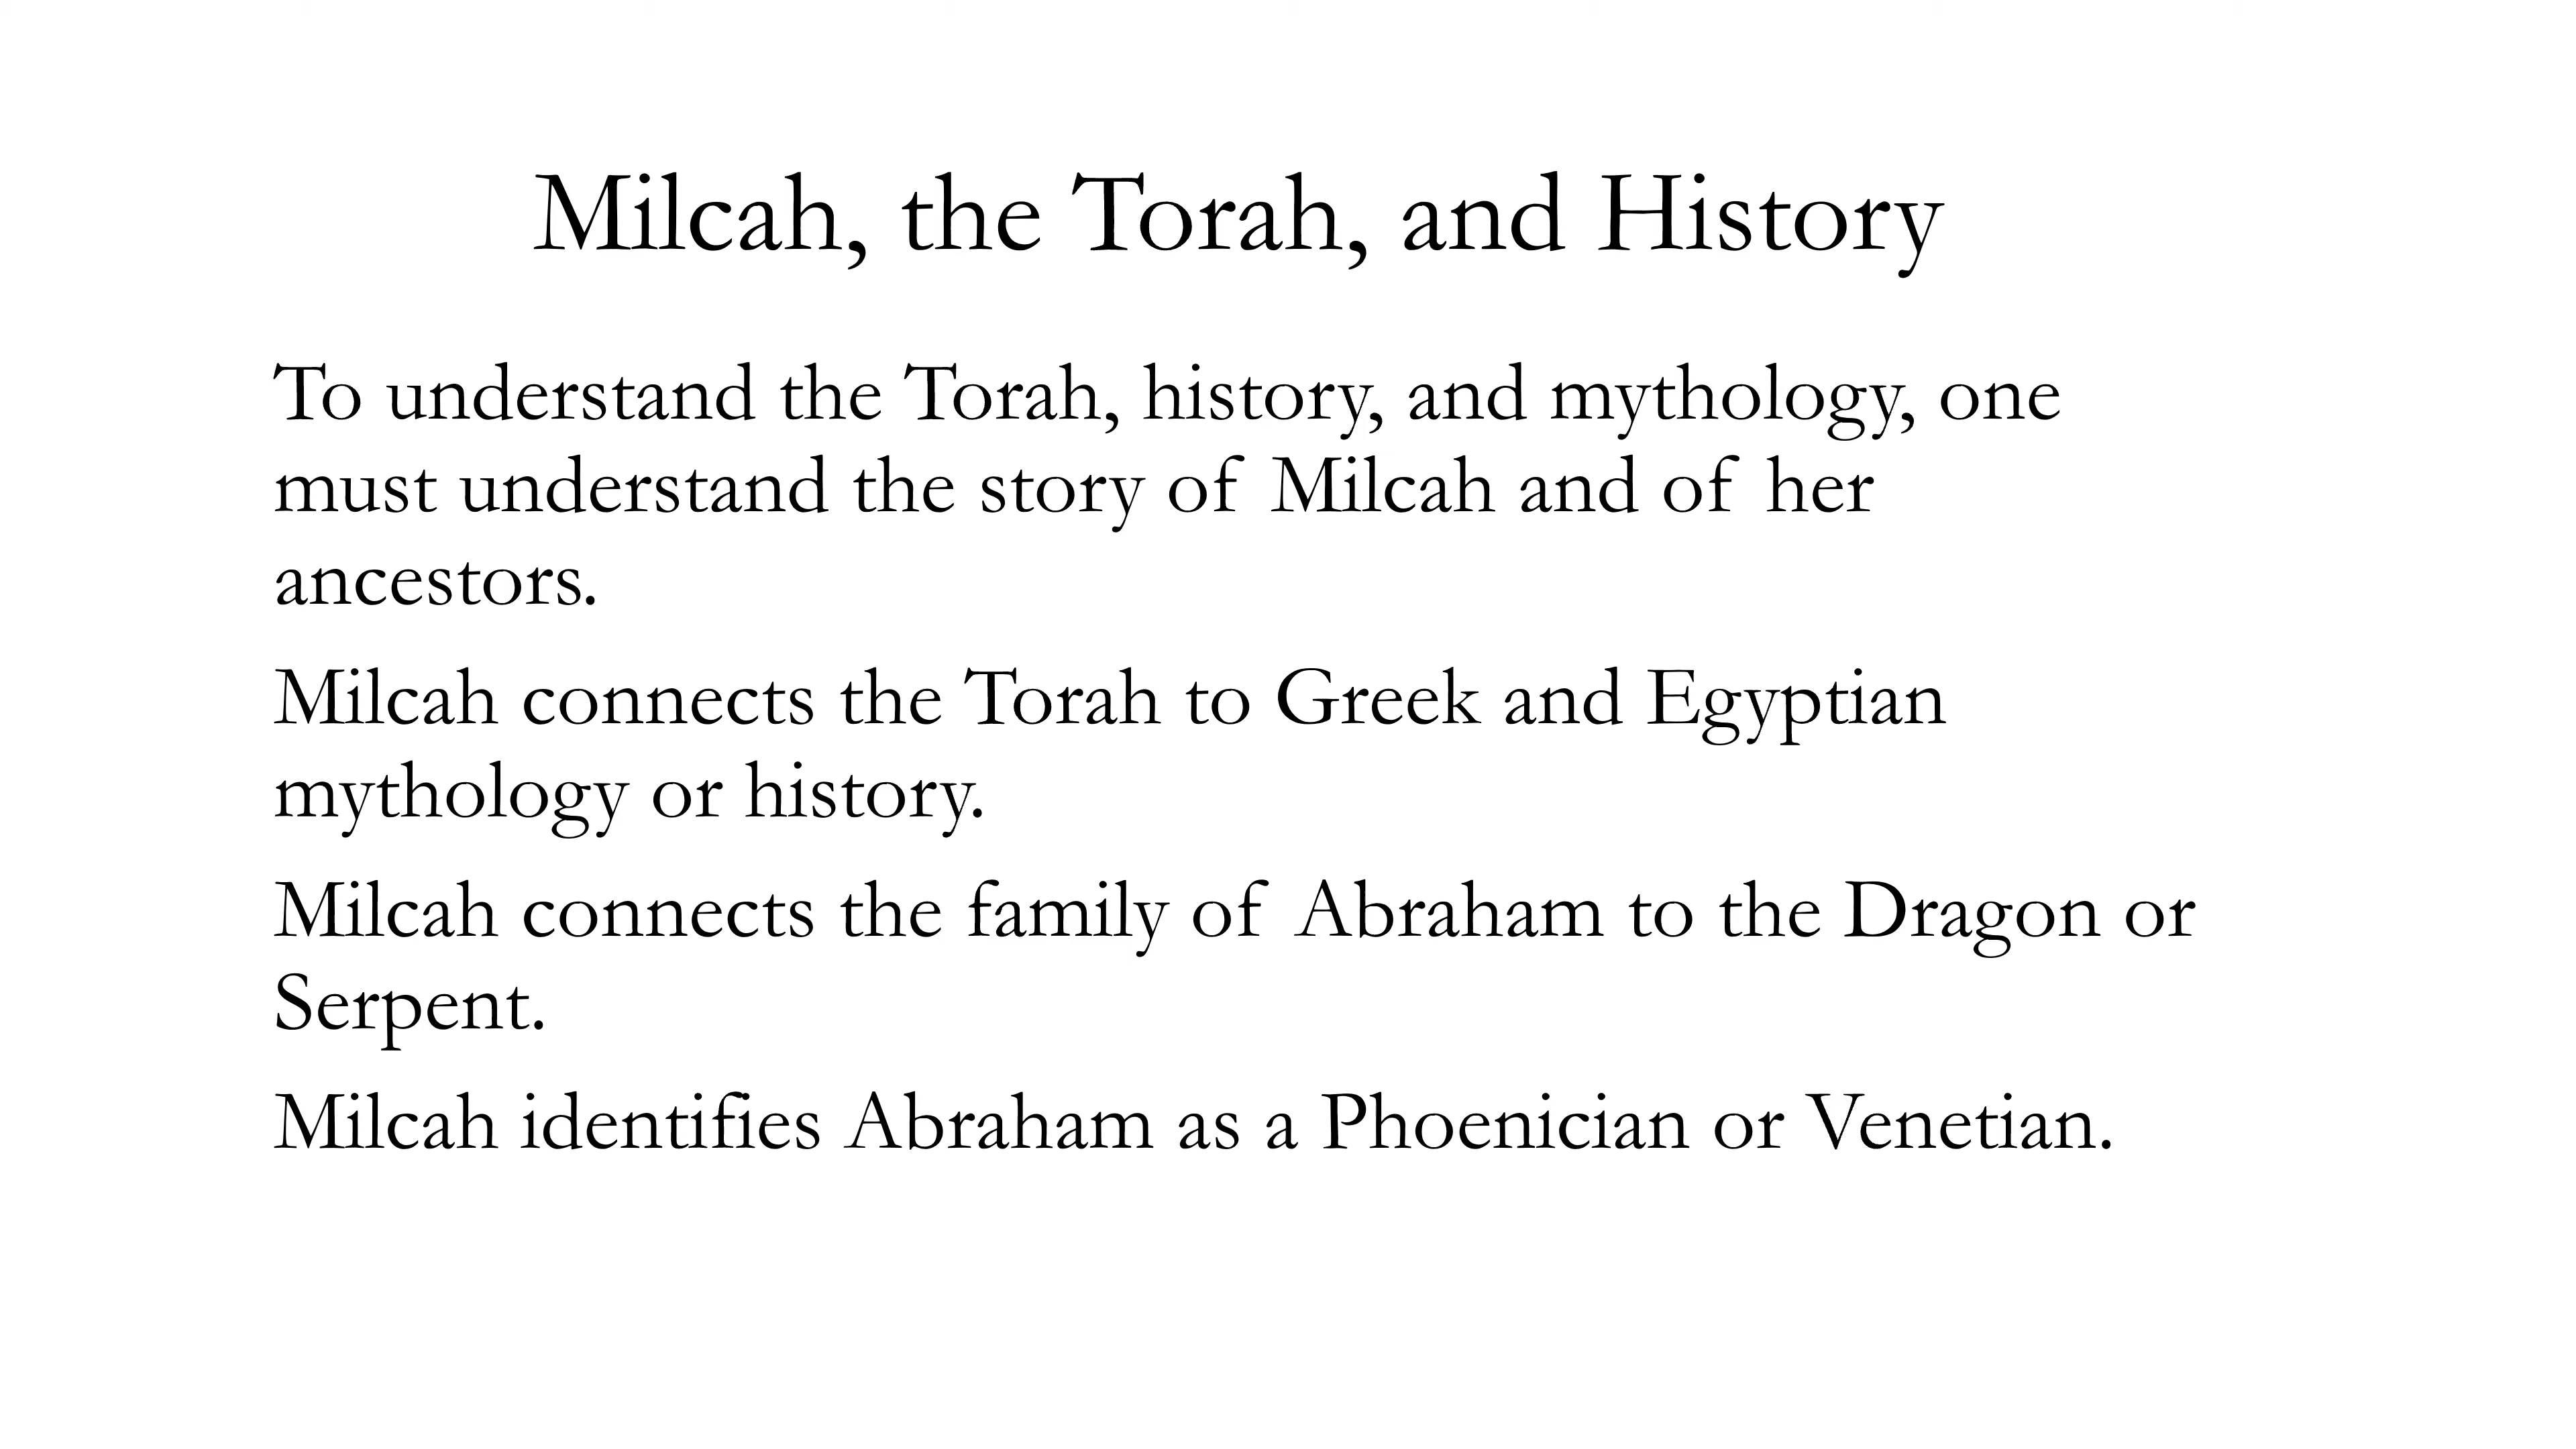 Milcah, the Torah, and History
To understand the Torah, history, and mythology, one
must understand the story of Milcah and of her
ancestors.
Milcah connects the Torah to Greek and Egyptian
mythology or history.
Milcah connects the family of Abraham to the Dragon or
Serpent.
Milcah identifies Abraham as a Phoenician or Venetian.